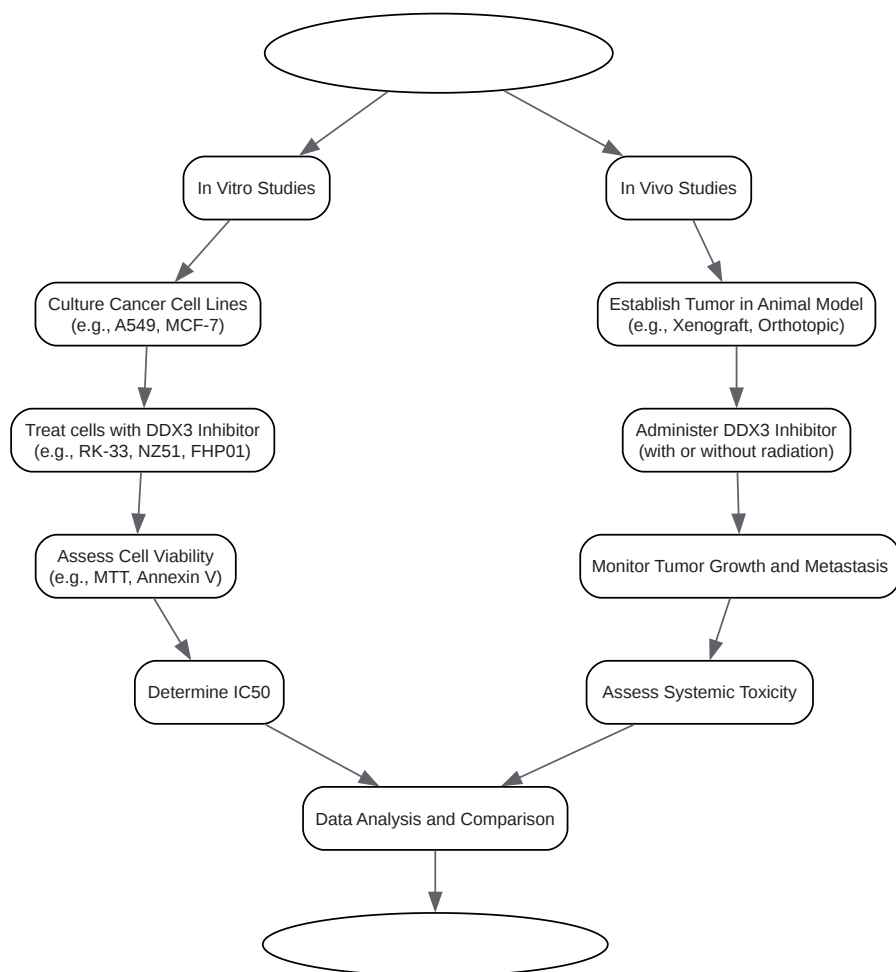 In Vitro Studies
In Vivo Studies
Culture Cancer Cell Lines
(e.g., A549, MCF-7)
Establish Tumor in Animal Model
(e.g., Xenograft, Orthotopic)
Treat cells with DDX3 Inhibitor
(e.g., RK-33, NZ51, FHP01)
Administer DDX3 Inhibitor
(with or without radiation)
Assess Cell Viability
(e.g., MTT, Annexin V)
Monitor Tumor Growth and Metastasis
Determine IC50
Assess Systemic Toxicity
Data Analysis and Comparison